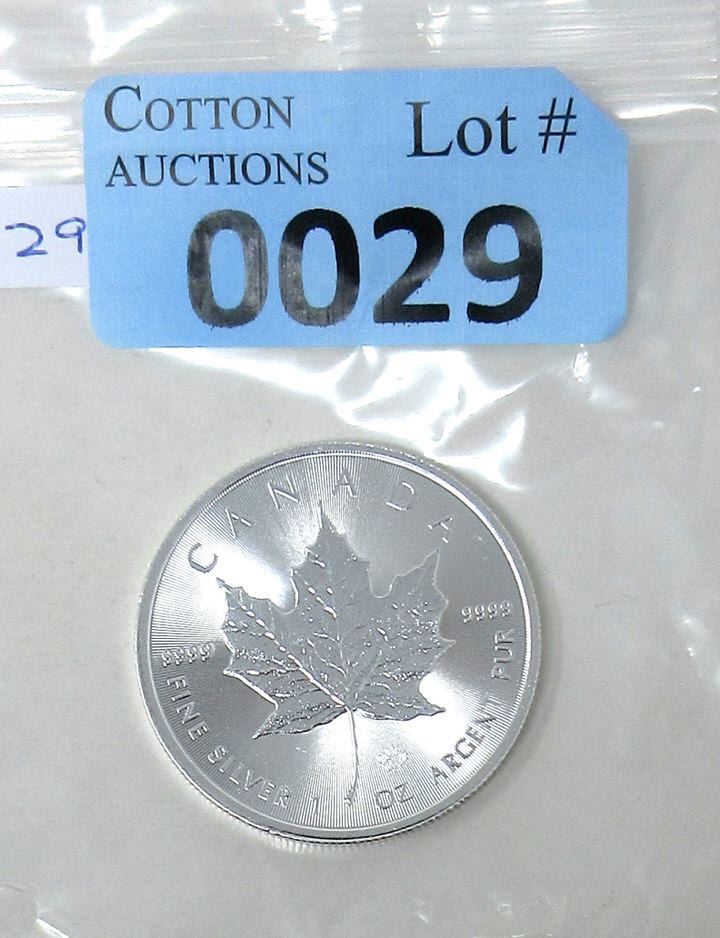 COTTON
AUCTIONS
Lot #
0029
29
CANADA
9999
9999
FINE SILVER 1 OZ ARGENT PUR